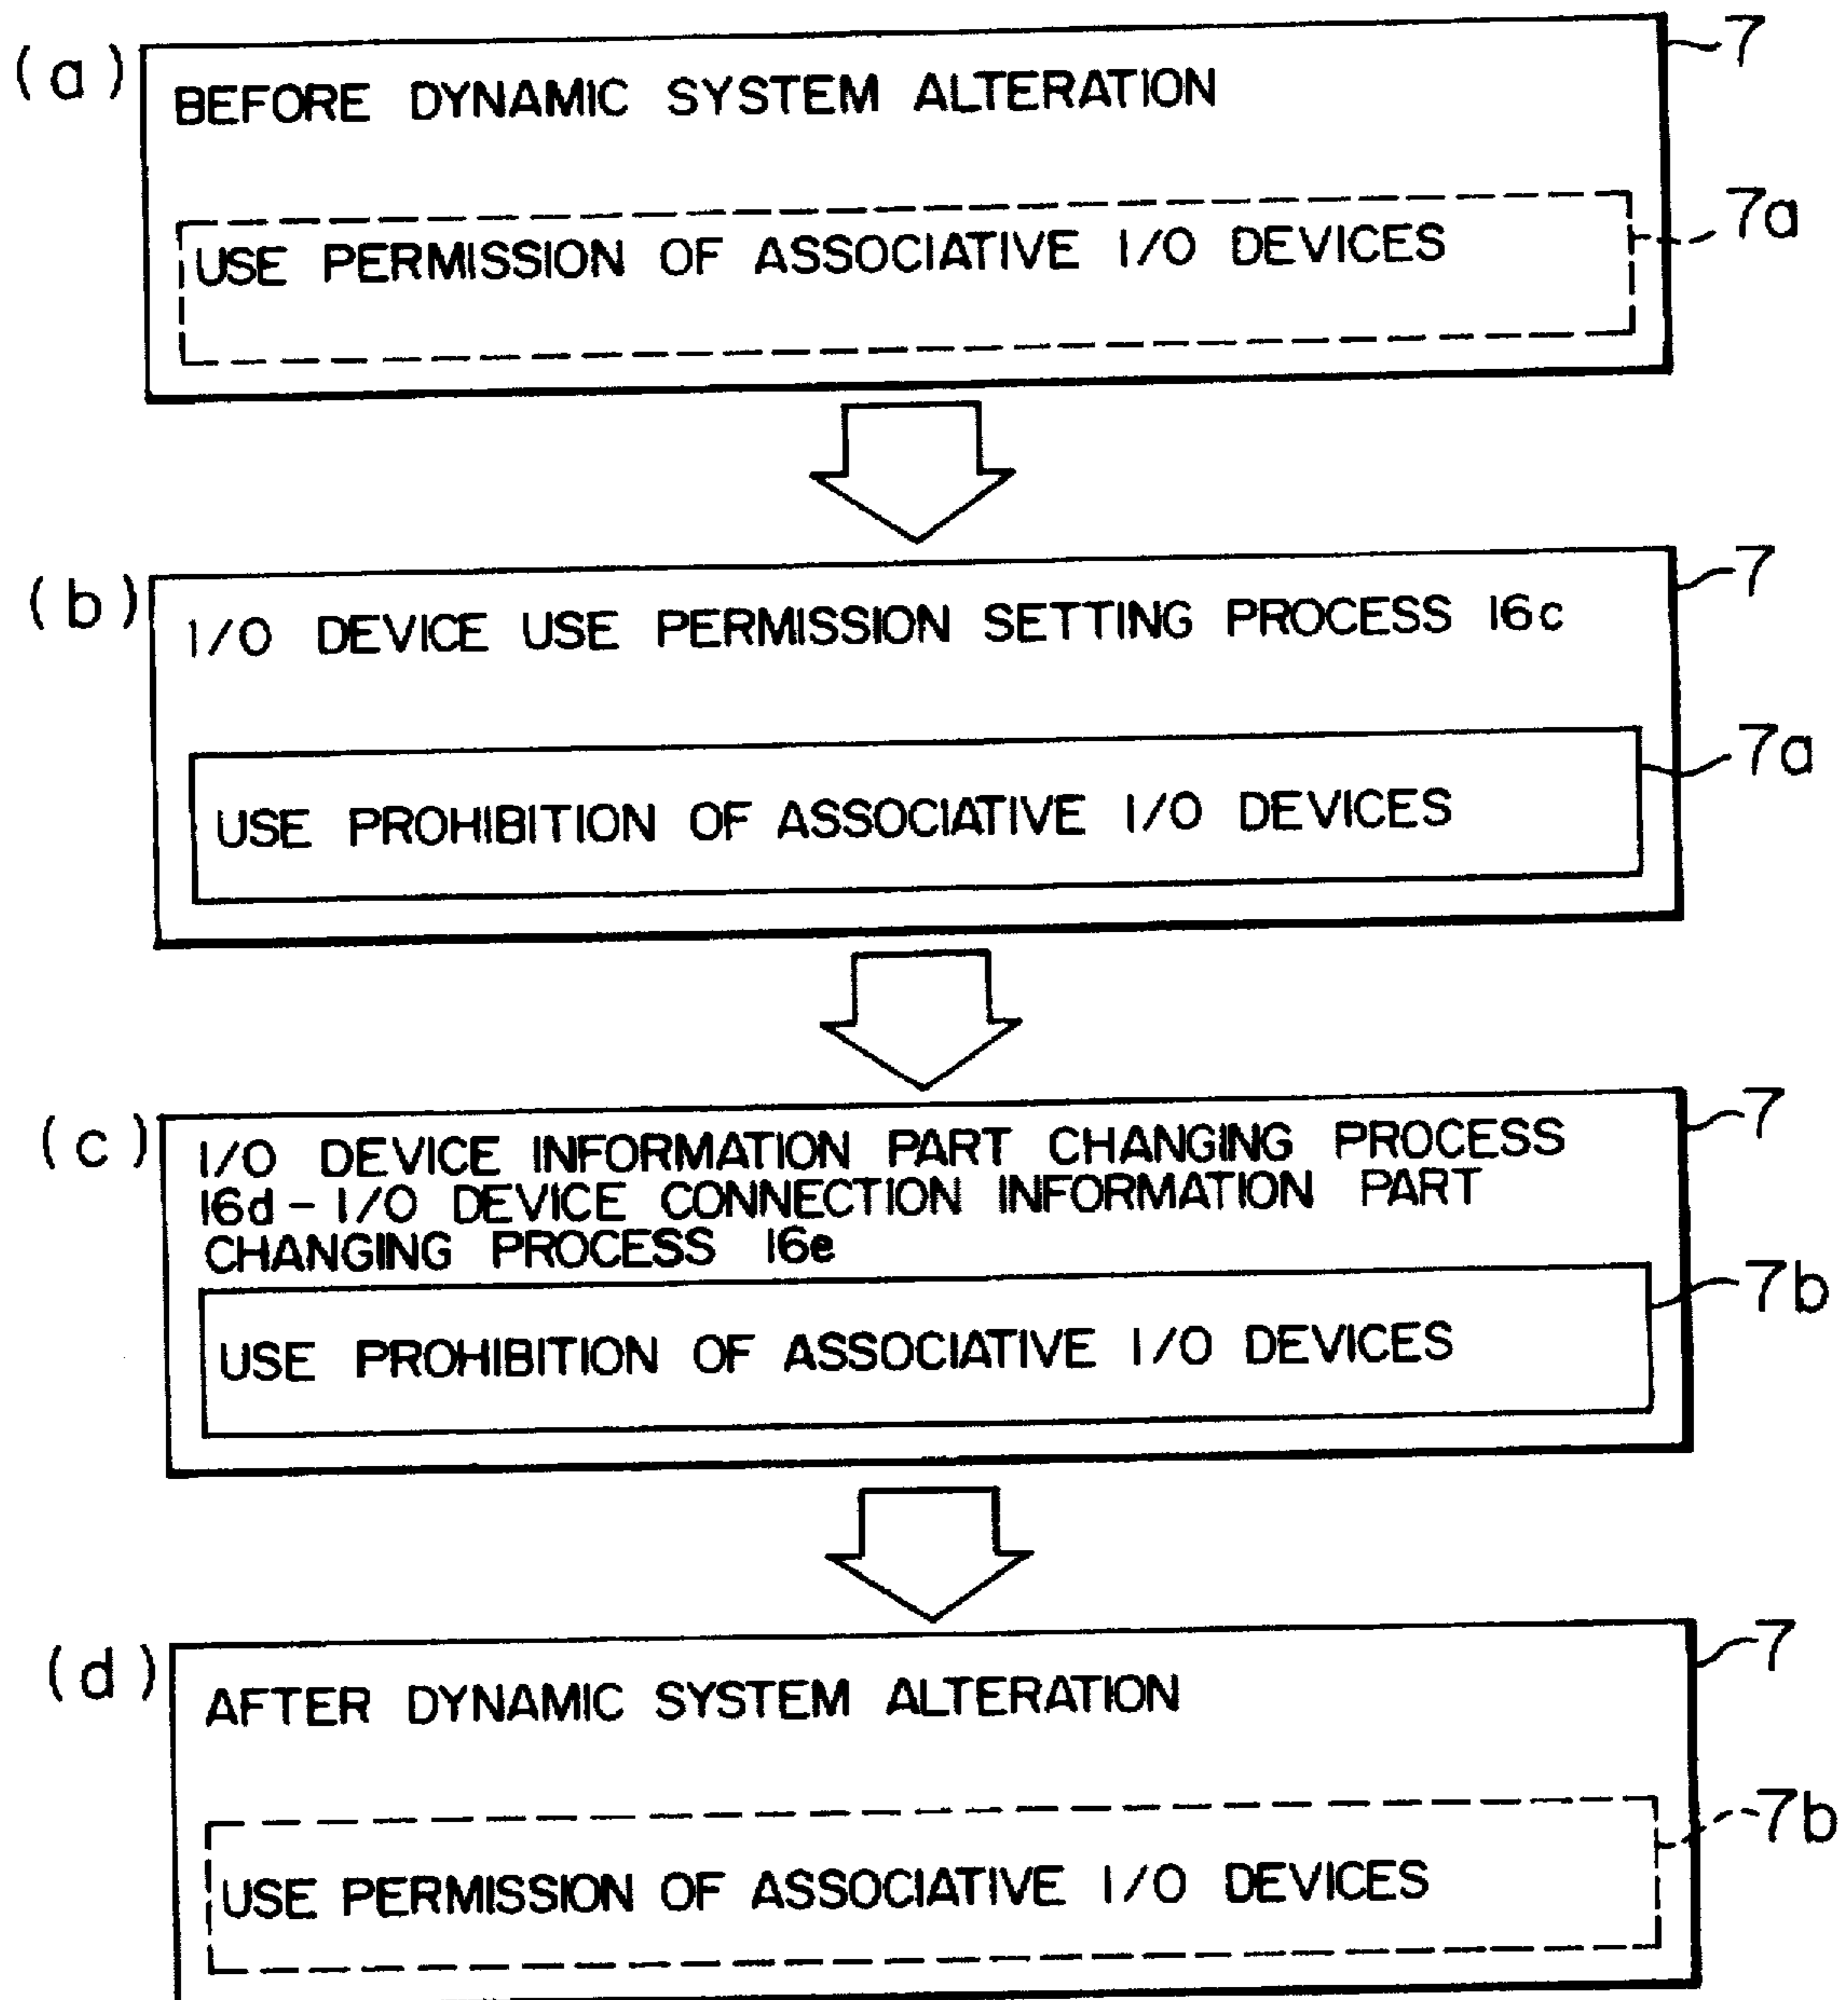 (a)
7
BEFORE DYNAMIC SYSTEM ALTERATION
7a
USE PERMISSION OF ASSOCIATIVE I/O DEVICES
(b)
7
I/O DEVICE USE PERMISSION SETTING PROCESS 16c
7a
USE PROHIBITION OF ASSOCIATIVE I/O DEVICES
(c)
7
I/O DEVICE INFORMATION PART CHANGING PROCESS
16d - I/O DEVICE CONNECTION INFORMATION PART
CHANGING PROCESS 16e
7b
USE PROHIBITION OF ASSOCIATIVE I/O DEVICES
(d)
7
AFTER DYNAMIC SYSTEM ALTERATION
7b
USE PERMISSION OF ASSOCIATIVE I/O DEVICES